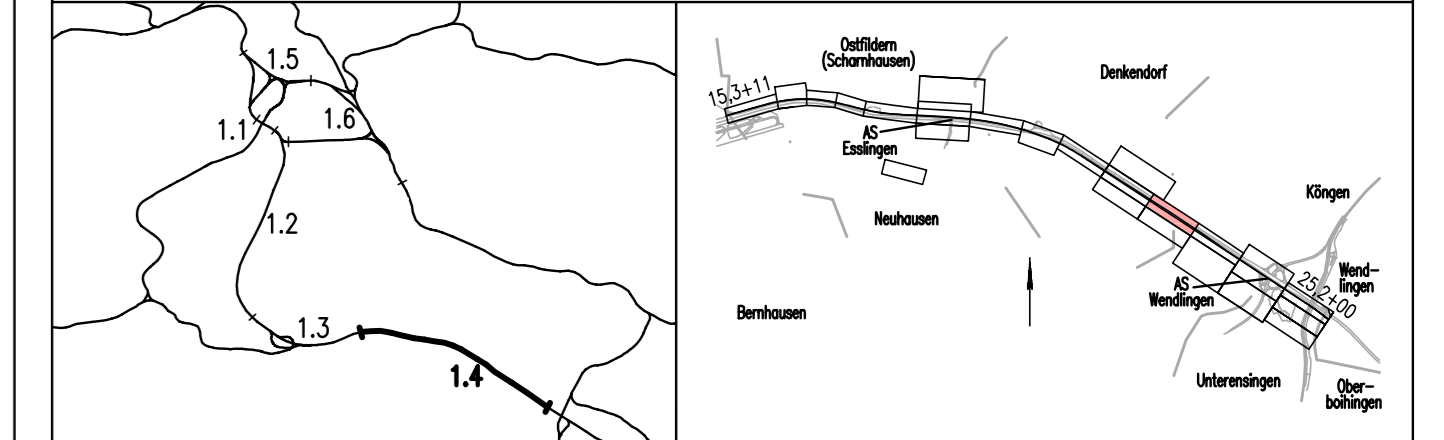 1.5
1.6
1.1
1.2
1.3
1.4
Ostfildern
(Scharnhausen)
Denkendorf
15,3+11
AS
Esslingen
Neuhausen
Köngen
Bernhausen
AS
Wendlingen
25,2+00
Wend-
lingen
Unterensingen
Ober-
boihingen